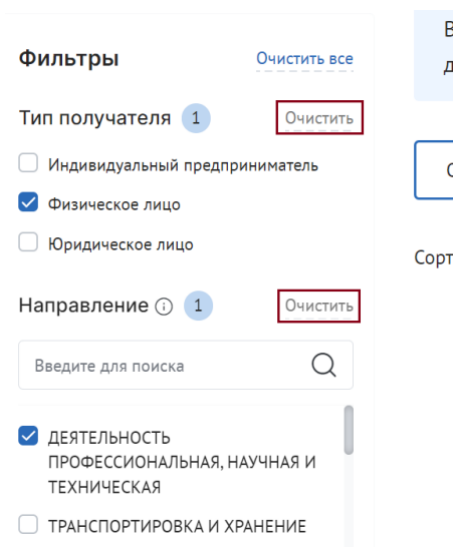 Фильтры
Очистить все
Тип получателя 1
Очистить
Индивидуальный предприниматель
Физическое лицо
Юридическое лицо
Направление 1
Очистить
Введите для поиска
ДЕЯТЕЛЬНОСТЬ
ПРОФЕССИОНАЛЬНАЯ, НАУЧНАЯ И
ТЕХНИЧЕСКАЯ
ТРАНСПОРТИРОВКА И ХРАНЕНИЕ
Сорт